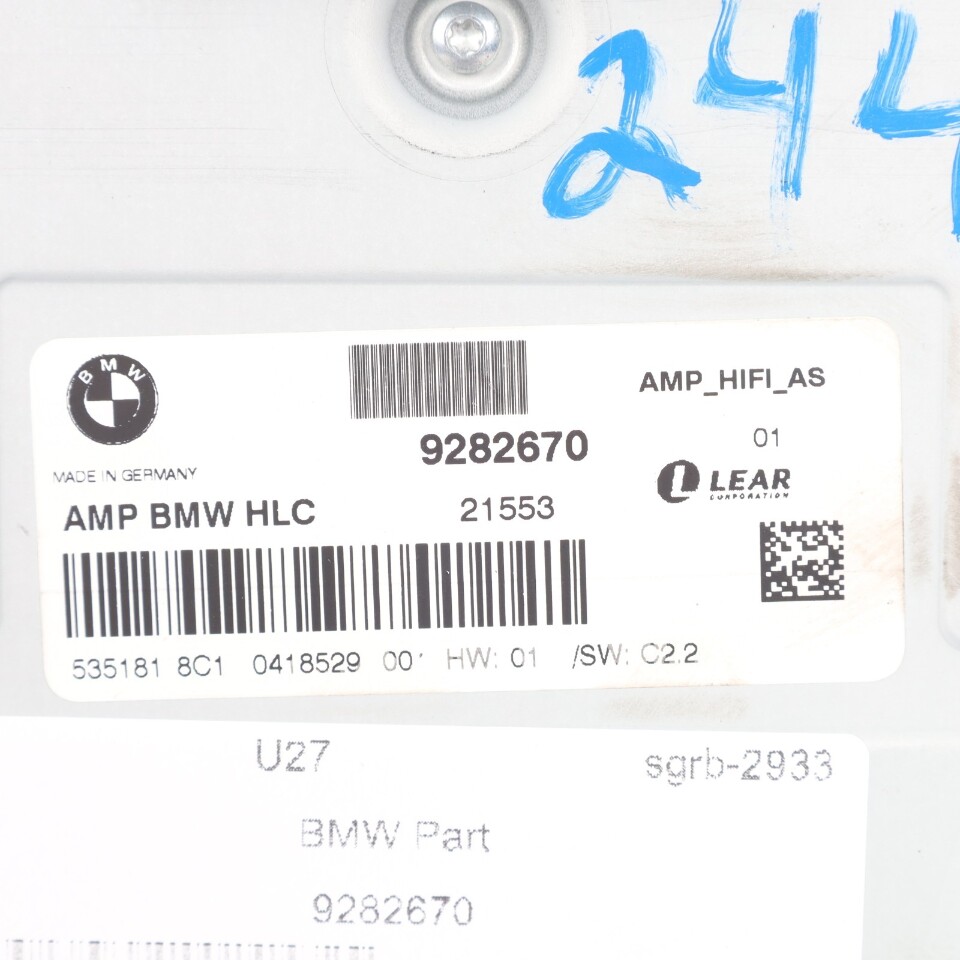 244
BMW
AMP_HIFI_AS
9282670
01
MADE IN GERMANY
LEAR
CORPORATION
AMP BMW HLC 21553
535181 8C1 0418529 00' HW: 01 /SW: C2.2
U27 sgrb-2933
BMW Part
9282670